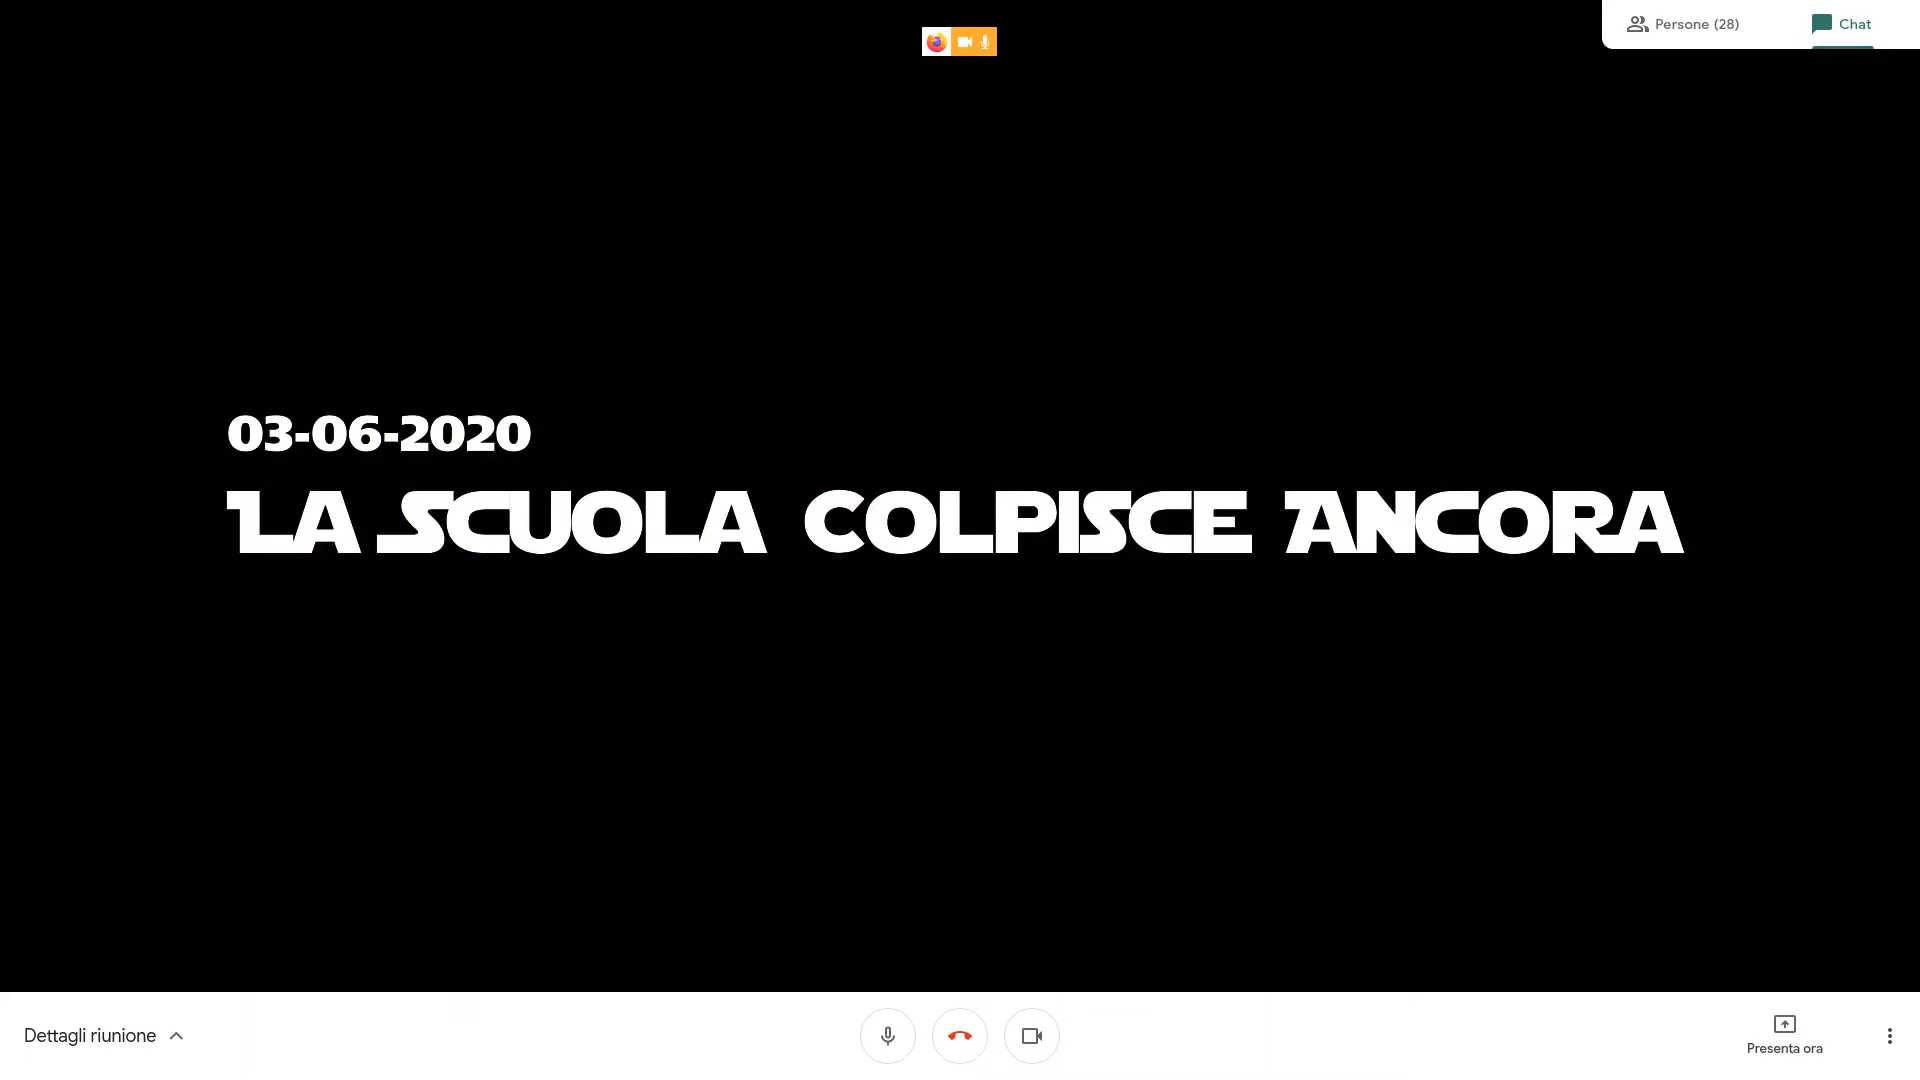 Persone (28)
Chat
03-06-2020
LA SCUOLA COLPISCE ANCORA
Dettagli riunione
Presenta ora